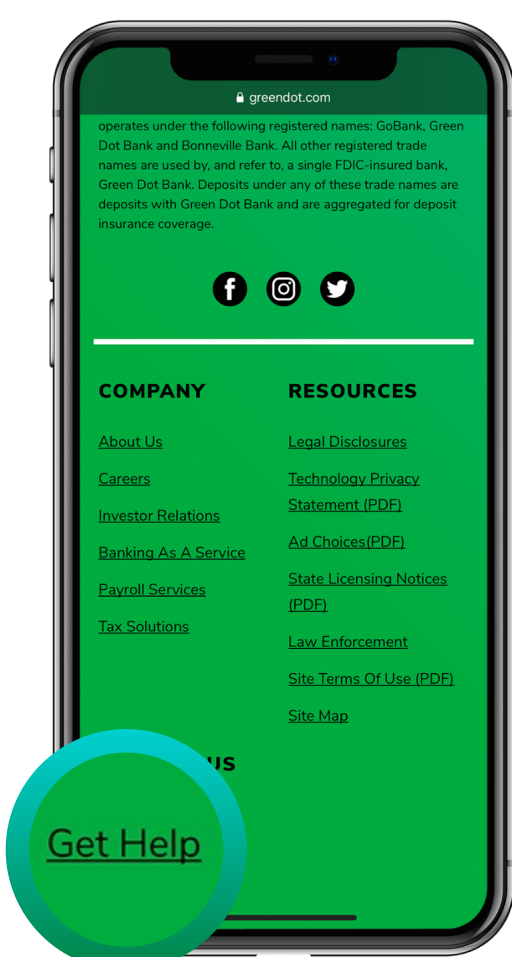 greendot.com
operates under the following registered names: GoBank, Green
Dot Bank and Bonneville Bank. All other registered trade
names are used by, and refer to, a single FDIC-insured bank,
Green Dot Bank. Deposits under any of these trade names are
deposits with Green Dot Bank and are aggregated for deposit
insurance coverage.
COMPANY
About Us
Careers
Investor Relations
Banking As A Service
Payroll Services
Tax Solutions
RESOURCES
Legal Disclosures
Technology Privacy
Statement (PDF)
Ad Choices(PDF)
State Licensing Notices
(PDF)
Law Enforcement
Site Terms Of Use (PDF)
Site Map
US
Get Help